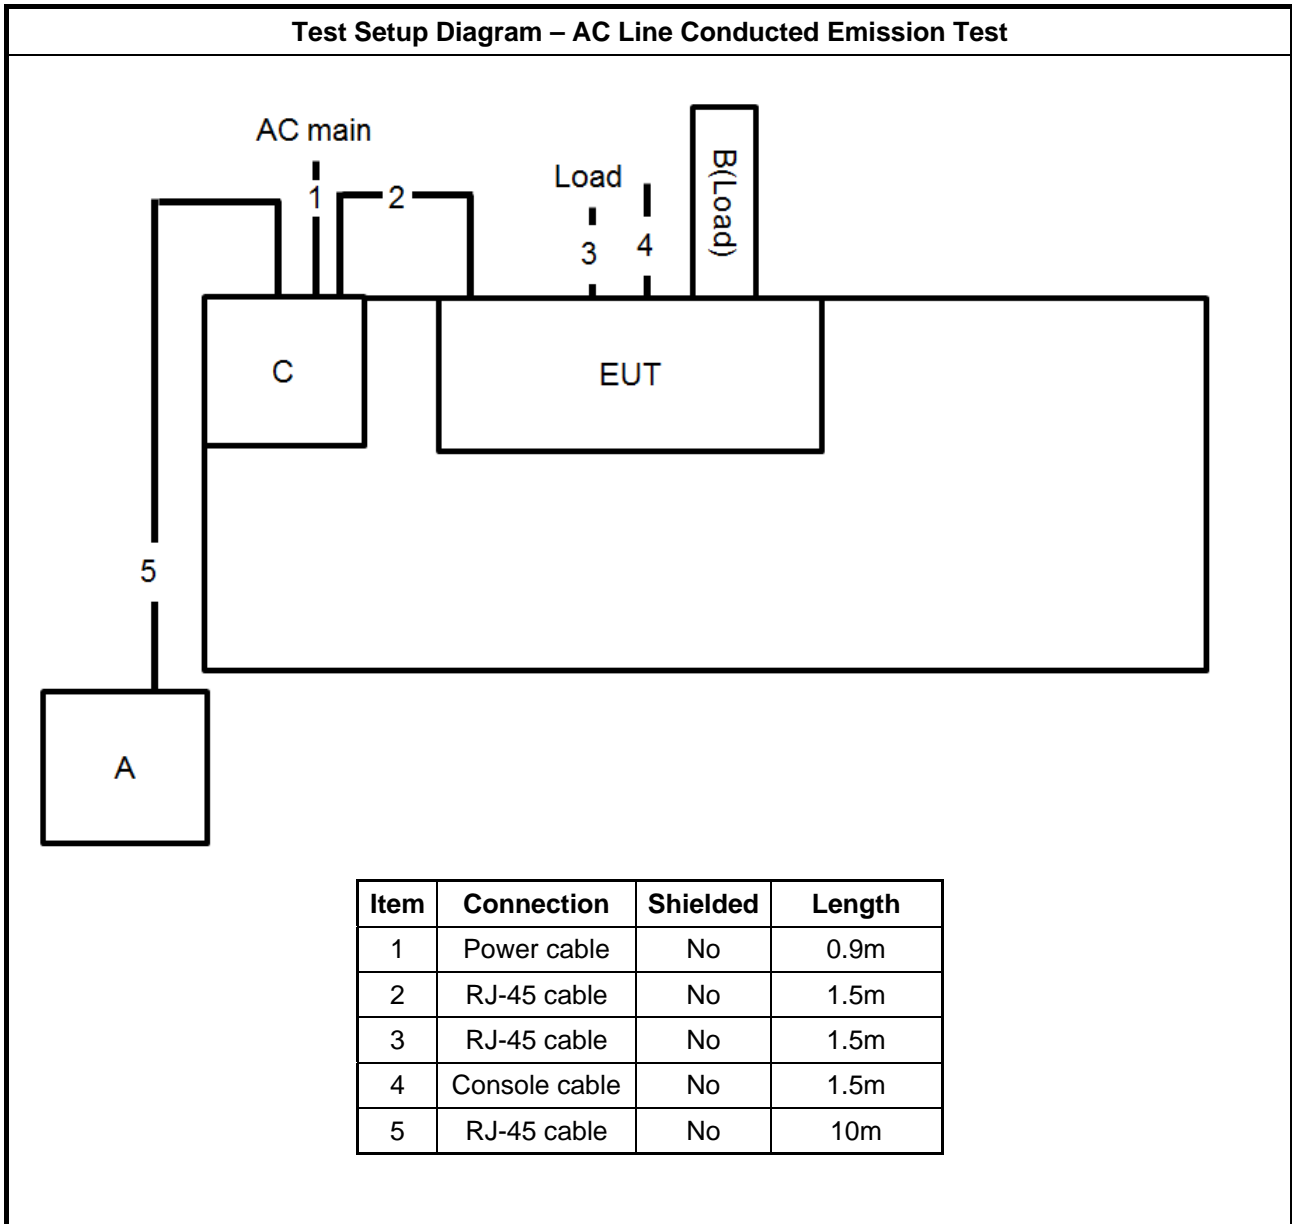 Test Setup Diagram – AC Line Conducted Emission Test
AC main
1
2
Load
3
4
B(Load)
C
EUT
5
A
Item Connection Shielded Length
1 Power cable No 0.9m
2 RJ-45 cable No 1.5m
3 RJ-45 cable No 1.5m
4 Console cable No 1.5m
5 RJ-45 cable No 10m